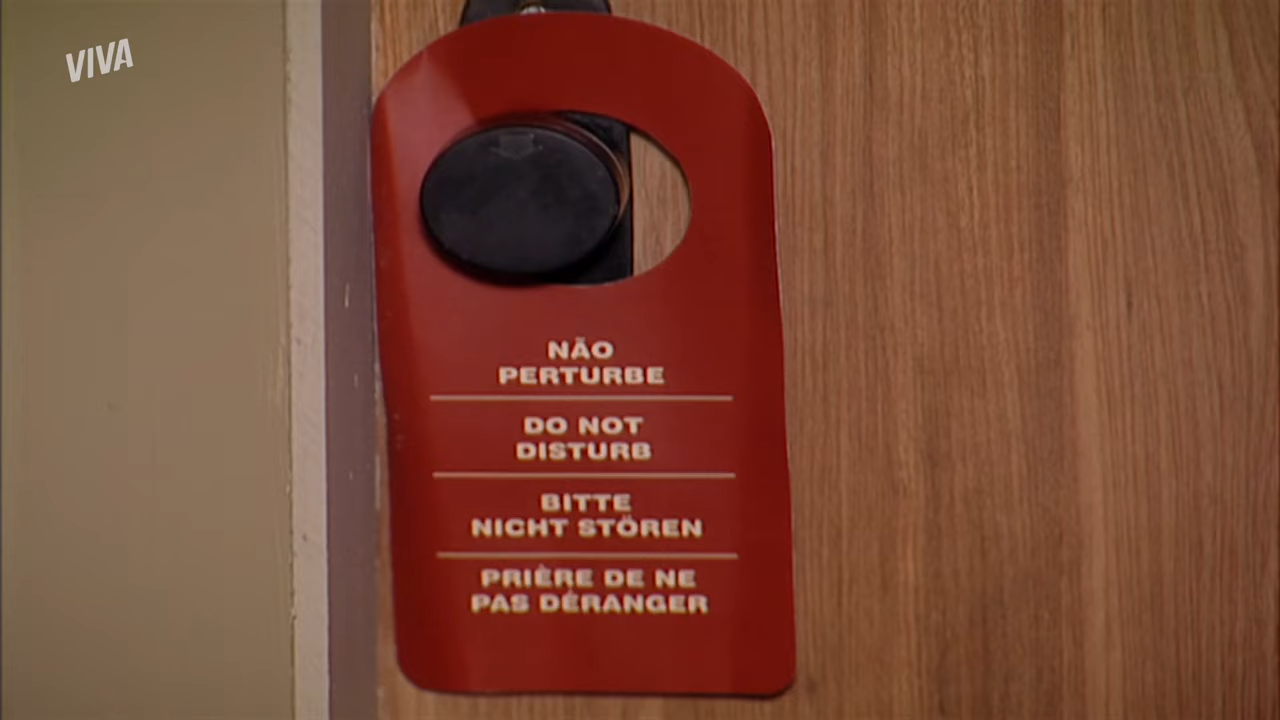 VIVA
NÃO
PERTURBE
DO NOT
DISTURB
BITTE
NICHT STÖREN
PRIÈRE DE NE
PAS DÉRANGER